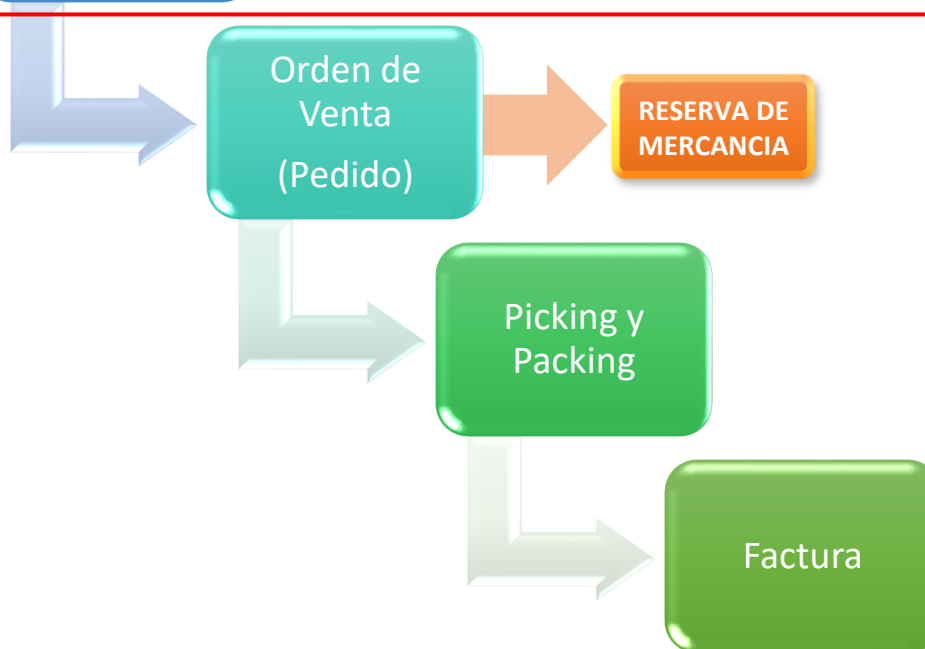 Orden de
Venta
(Pedido)
RESERVA DE
MERCANCIA
Picking y
Packing
Factura